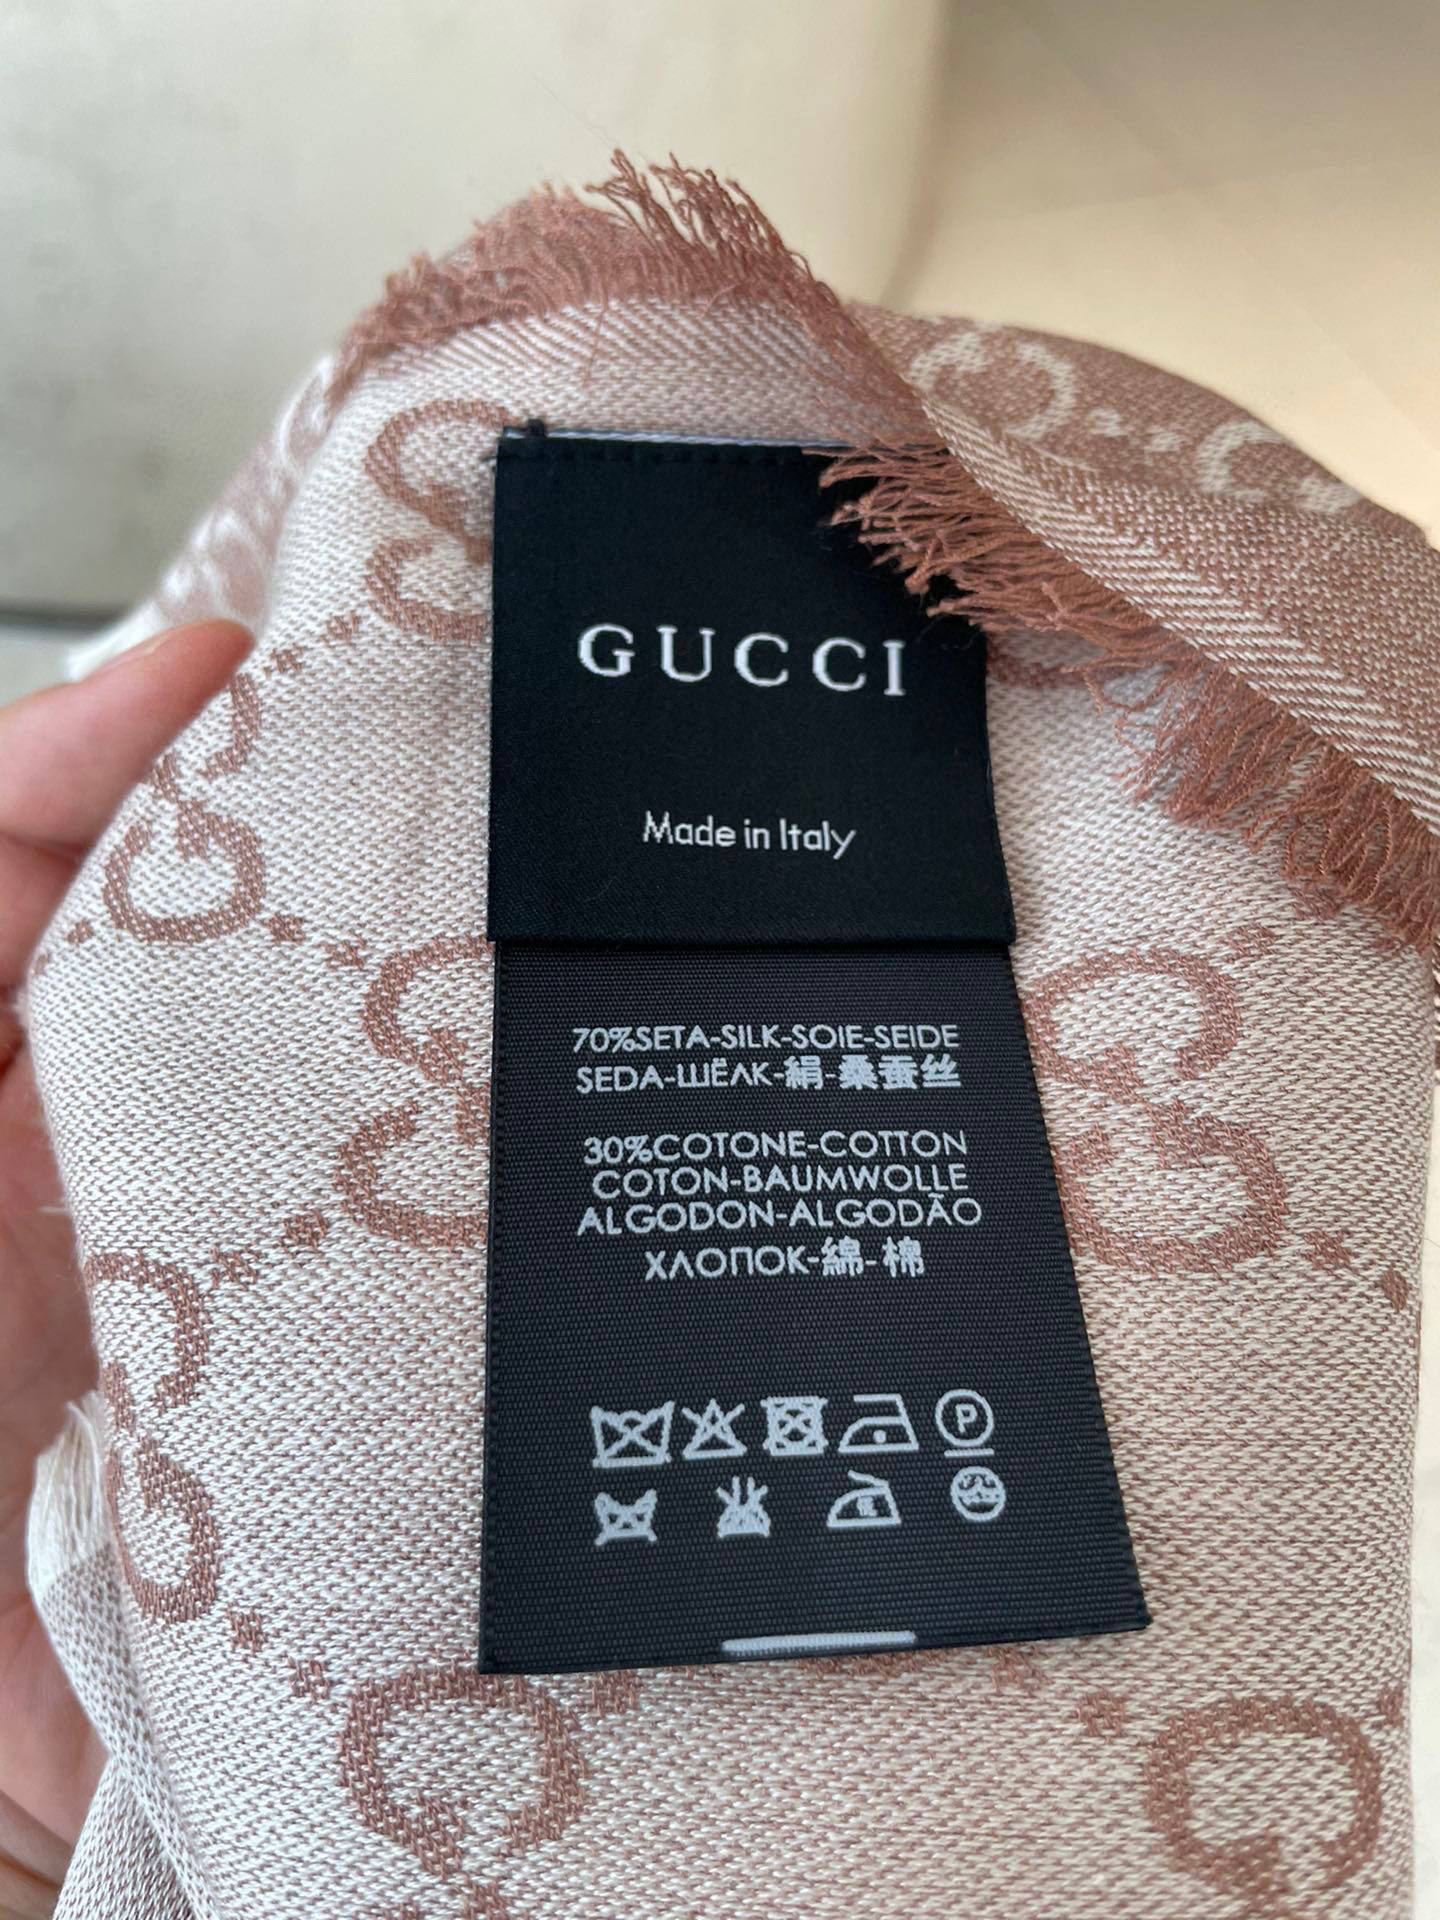 GUCCI
Made in Italy
70%SETA-SILK-SOIE-SEIDE
SEDA-ШЁЛК-絹-桑蚕丝
30%COTONE-COTTON
COTON-BAUMWOLLE
ALGODON-ALGODÃO
ХЛОПОК-綿-棉
P